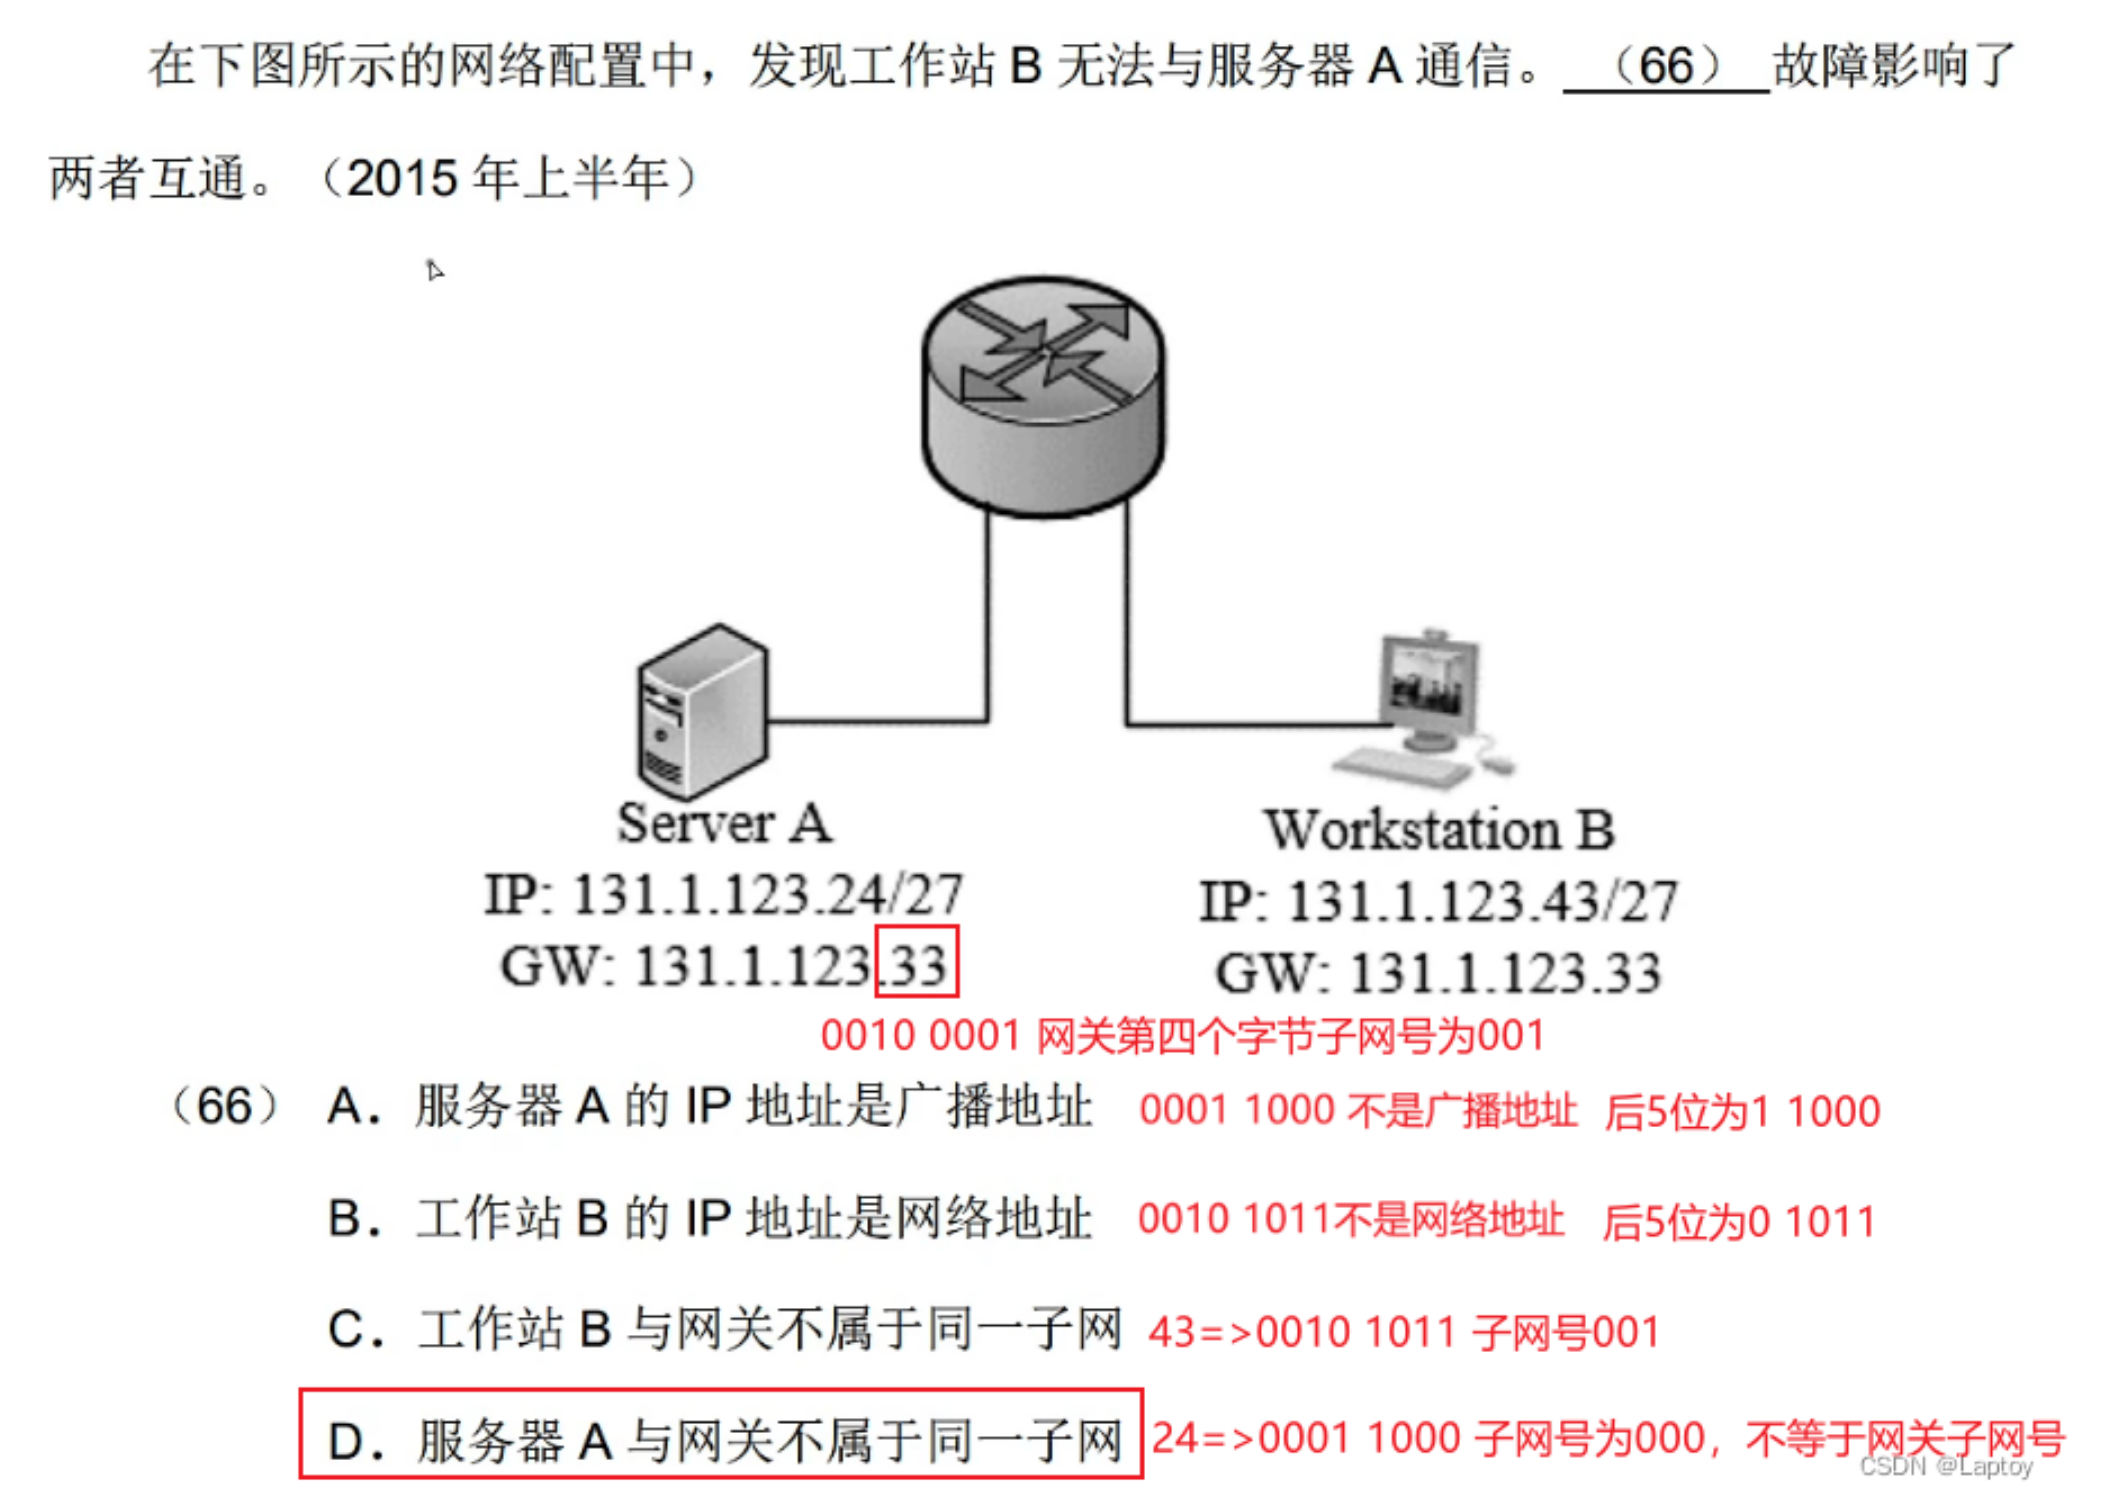 在下图所示的网络配置中，发现工作站 B 无法与服务器 A 通信。（66）故障影响了
两者互通。（2015 年上半年）
Server A
IP: 131.1.123.24/27
GW: 131.1.123.33
Workstation B
IP: 131.1.123.43/27
GW: 131.1.123.33
0010 0001 网关第四个字节子网号为001
（66） A．服务器 A 的 IP 地址是广播地址 0001 1000 不是广播地址 后5位为1 1000
B．工作站 B 的 IP 地址是网络地址 0010 1011不是网络地址 后5位为0 1011
C．工作站 B 与网关不属于同一子网 43=>0010 1011 子网号001
D．服务器 A 与网关不属于同一子网 24=>0001 1000 子网号为000，不等于网关子网号
CSDN @Laptoy